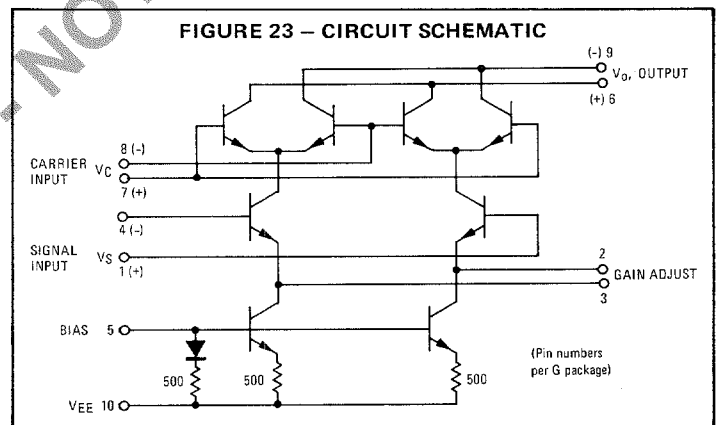 FIGURE 23 – CIRCUIT SCHEMATIC
(-) 9
Vo, OUTPUT
(+) 6
8 (-)
CARRIER INPUT VC
7 (+)
4 (-)
SIGNAL INPUT VS
1 (+)
2
GAIN ADJUST
3
BIAS 5
500
500
500
(Pin numbers
per G package)
VEE 10
- NO